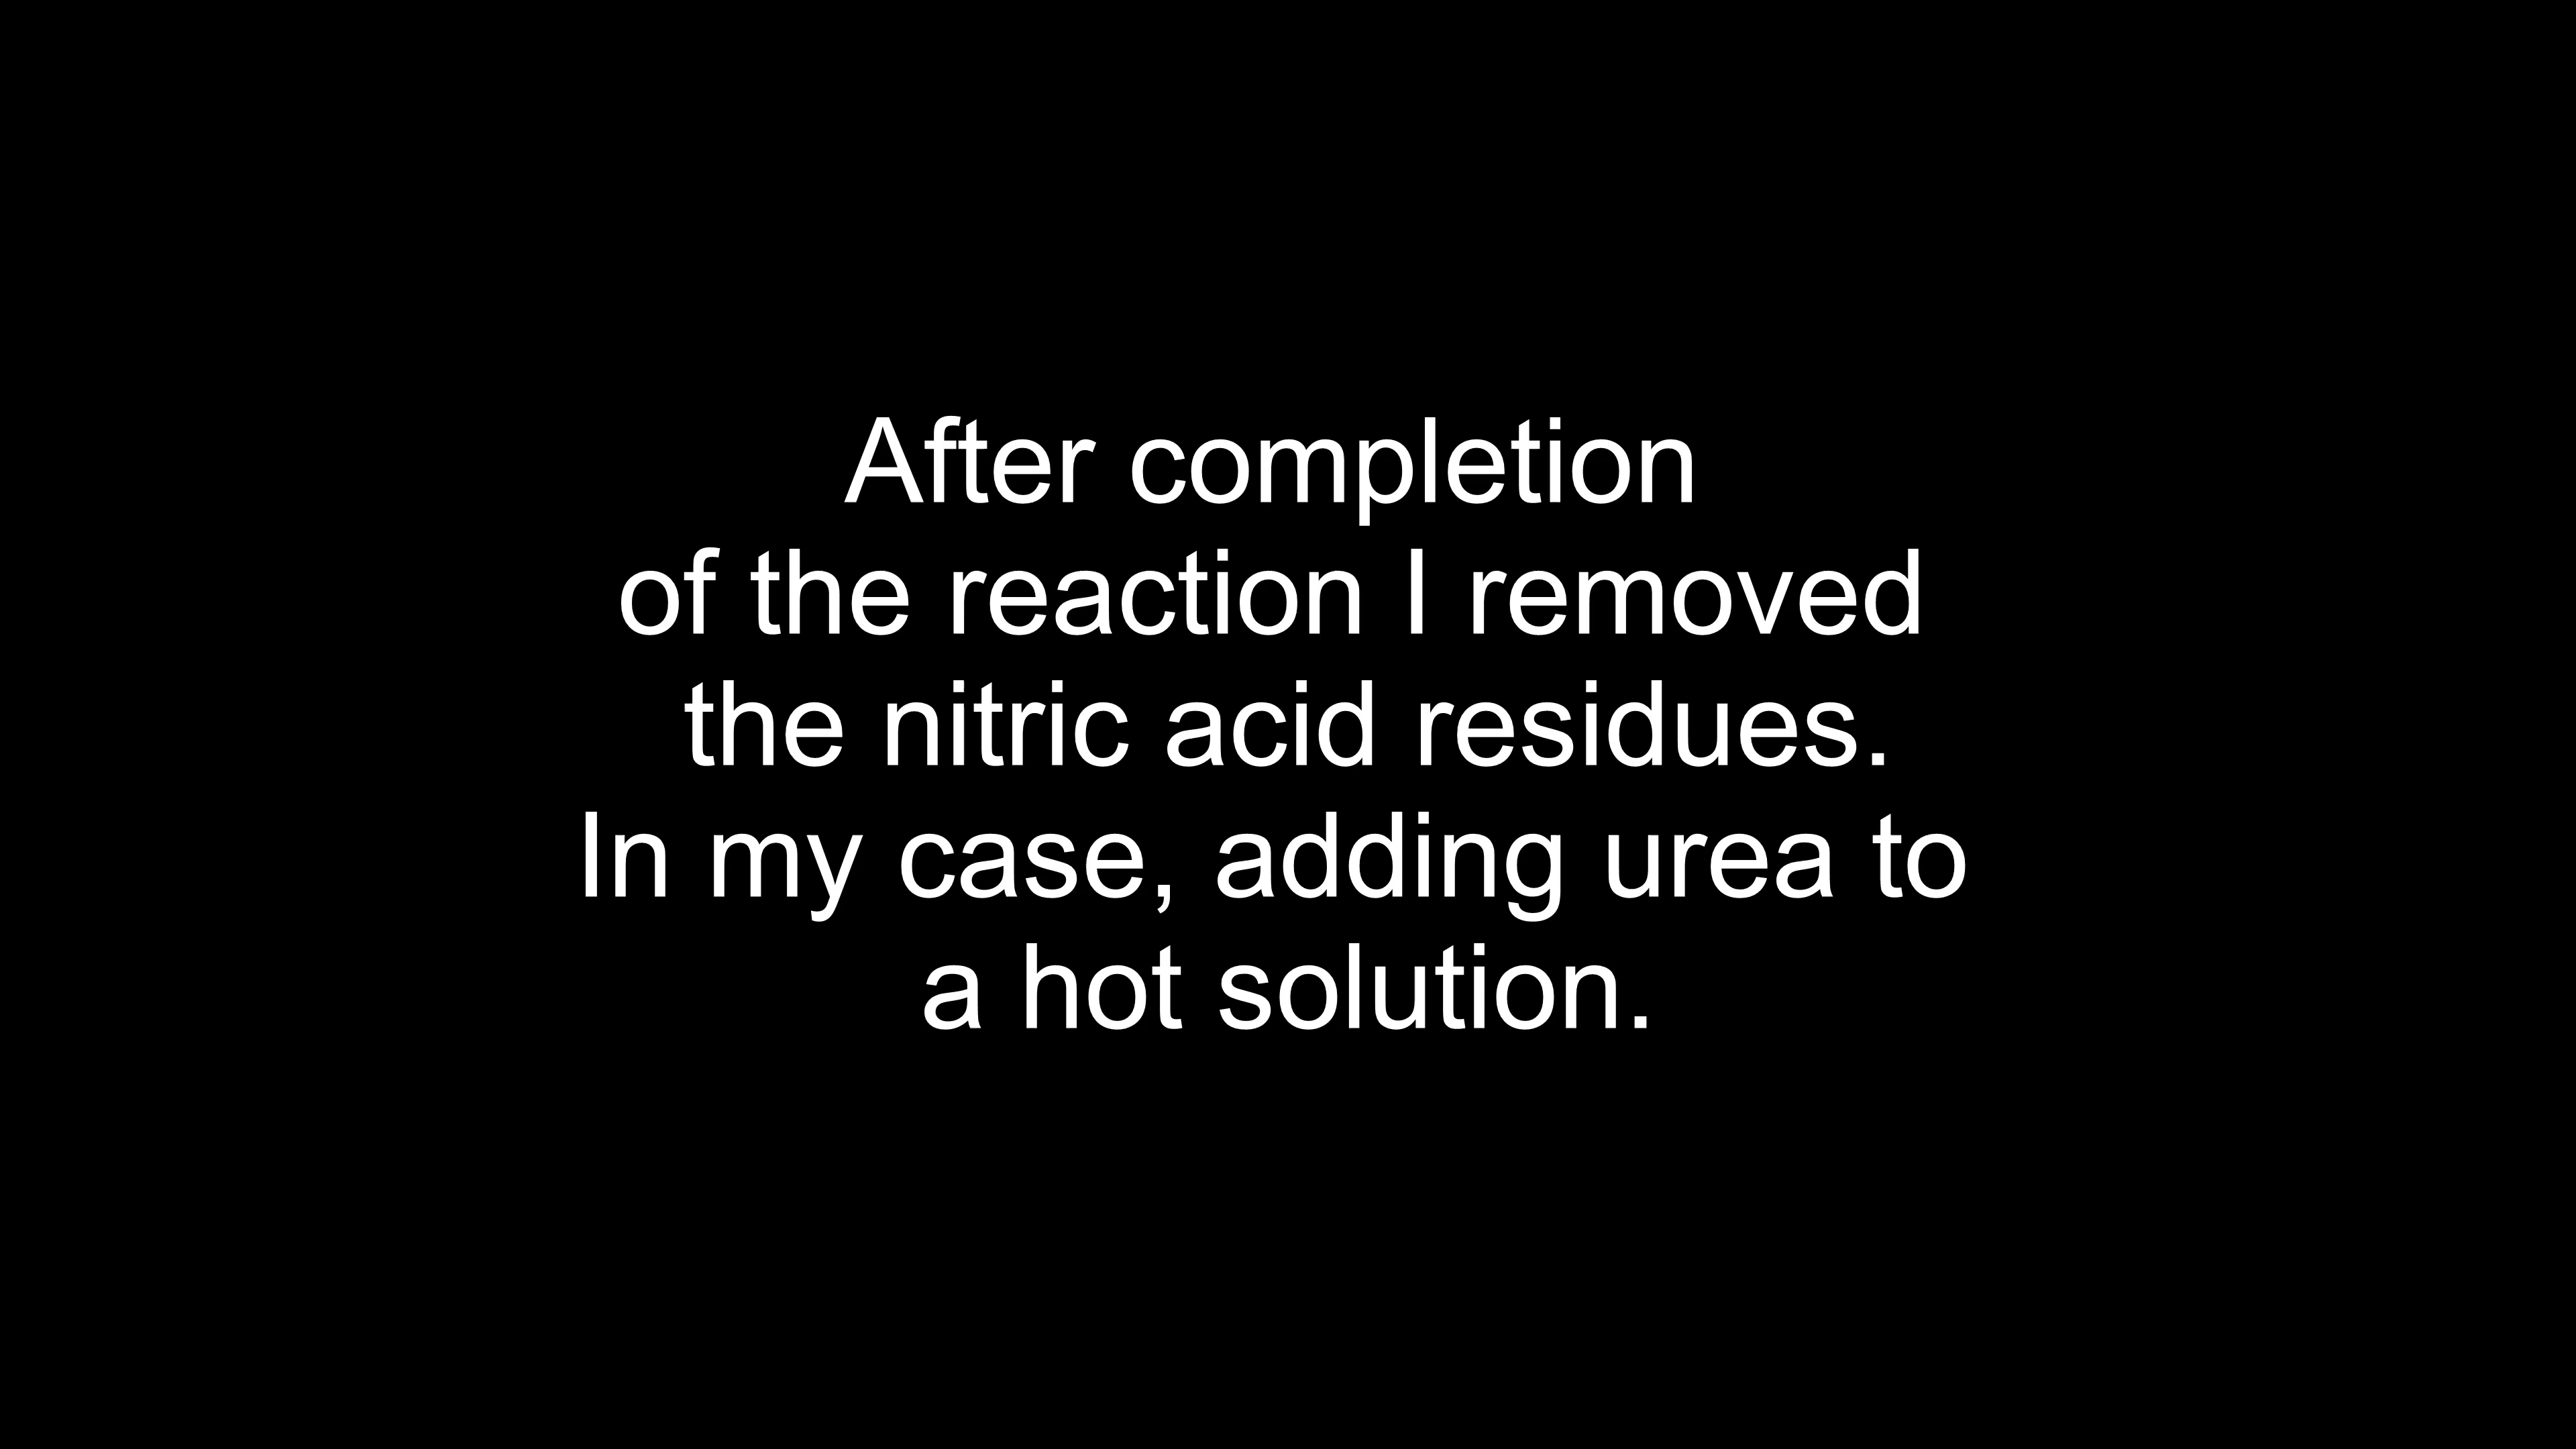 After completion
of the reaction I removed
the nitric acid residues.
In my case, adding urea to
a hot solution.